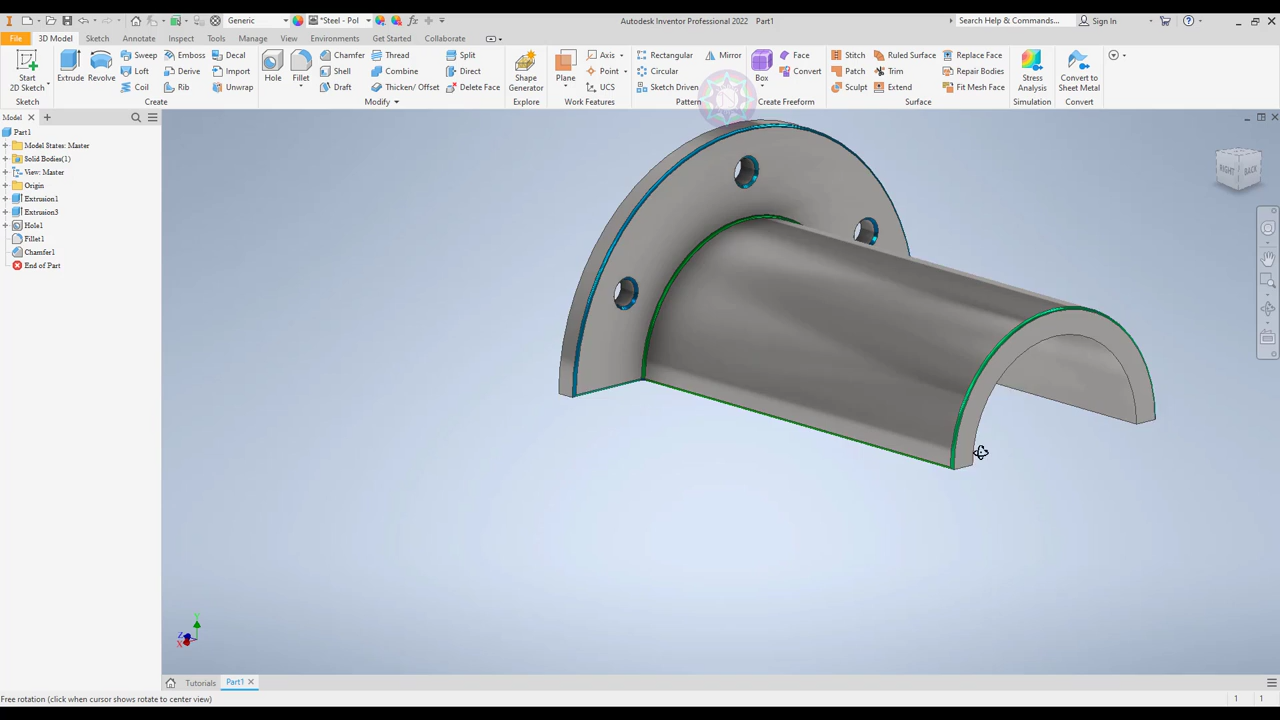 Generic
*Steel - Pol
Autodesk Inventor Professional 2022 Part1
Search Help & Commands...
Sign In
File
3D Model
Sketch
Annotate
Inspect
Tools
Manage
View
Environments
Get Started
Collaborate
Start
2D Sketch
Extrude
Revolve
Sweep
Loft
Coil
Emboss
Derive
Rib
Decal
Import
Unwrap
Hole
Fillet
Chamfer
Shell
Draft
Thread
Combine
Thicken/ Offset
Split
Direct
Delete Face
Shape
Generator
Plane
Axis
Point
UCS
Rectangular
Circular
Sketch Driven
Mirror
Box
Face
Convert
Stitch
Patch
Sculpt
Ruled Surface
Trim
Extend
Replace Face
Repair Bodies
Fit Mesh Face
Stress
Analysis
Convert to
Sheet Metal
Sketch
Create
Modify
Explore
Work Features
Pattern
Create Freeform
Surface
Simulation
Convert
Model
Part1
Model States: Master
Solid Bodies(1)
View: Master
Origin
Extrusion1
Extrusion3
Hole1
Fillet1
Chamfer1
End of Part
RIGHT
BACK
Y
Z
X
Tutorials
Part1
Free rotation (click when cursor shows rotate to center view)
1
1